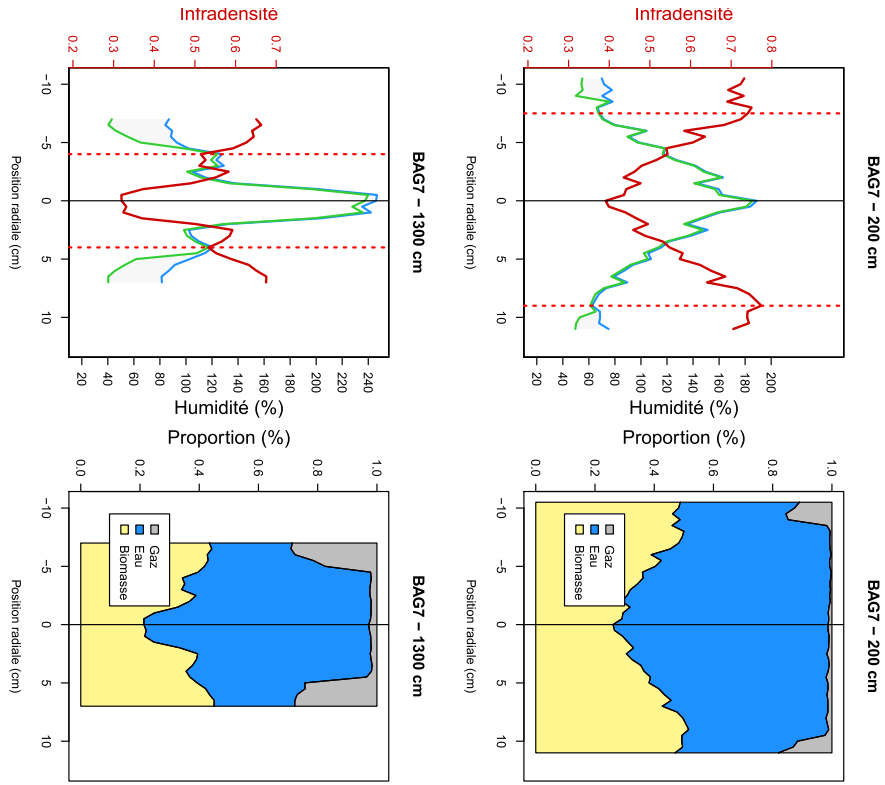 Infradensité
0.2 0.3 0.4 0.5 0.6 0.7
−10 −5 0 5 10
Position radiale (cm)
BAG7 − 1300 cm
20 40 60 80 100 120 140 160 180 200 220 240
Humidité (%)
Infradensité
0.2 0.3 0.4 0.5 0.6 0.7 0.8
−10 −5 0 5 10
Position radiale (cm)
BAG7 − 200 cm
20 40 60 80 100 120 140 160 180 200
Humidité (%)
Proportion (%)
0.0 0.2 0.4 0.6 0.8 1.0
−10 −5 0 5 10
Position radiale (cm)
BAG7 − 1300 cm
Gaz
Eau
Biomasse
Proportion (%)
0.0 0.2 0.4 0.6 0.8 1.0
−10 −5 0 5 10
Position radiale (cm)
BAG7 − 200 cm
Gaz
Eau
Biomasse